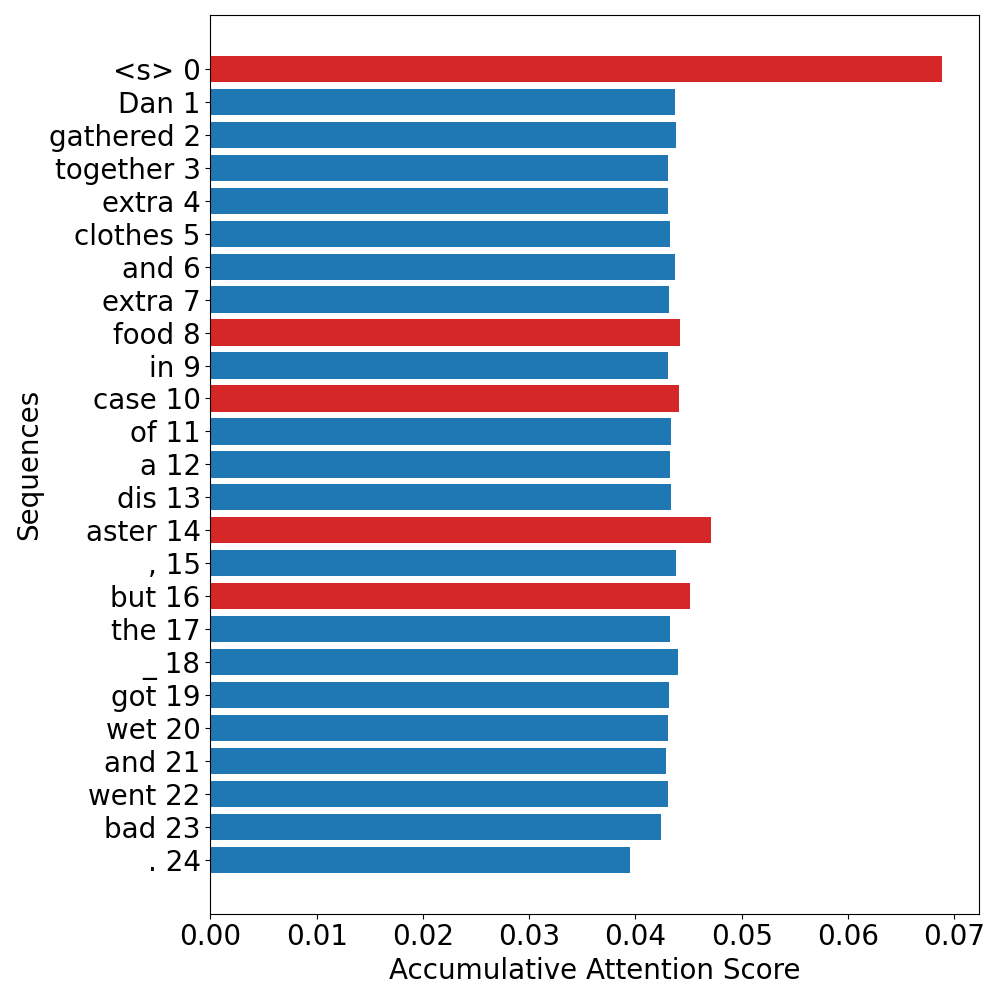 <s> 0
Dan 1
gathered 2
together 3
extra 4
clothes 5
and 6
extra 7
food 8
in 9
case 10
of 11
a 12
dis 13
aster 14
, 15
but 16
the 17
_ 18
got 19
wet 20
and 21
went 22
bad 23
. 24
Sequences
0.00 0.01 0.02 0.03 0.04 0.05 0.06 0.07
Accumulative Attention Score